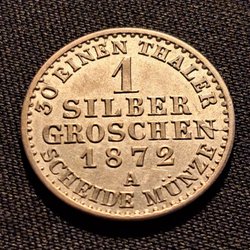 30 EINEN THALER
1
SILBER
GROSCHEN
1872
A
SCHEIDE MÜNZE